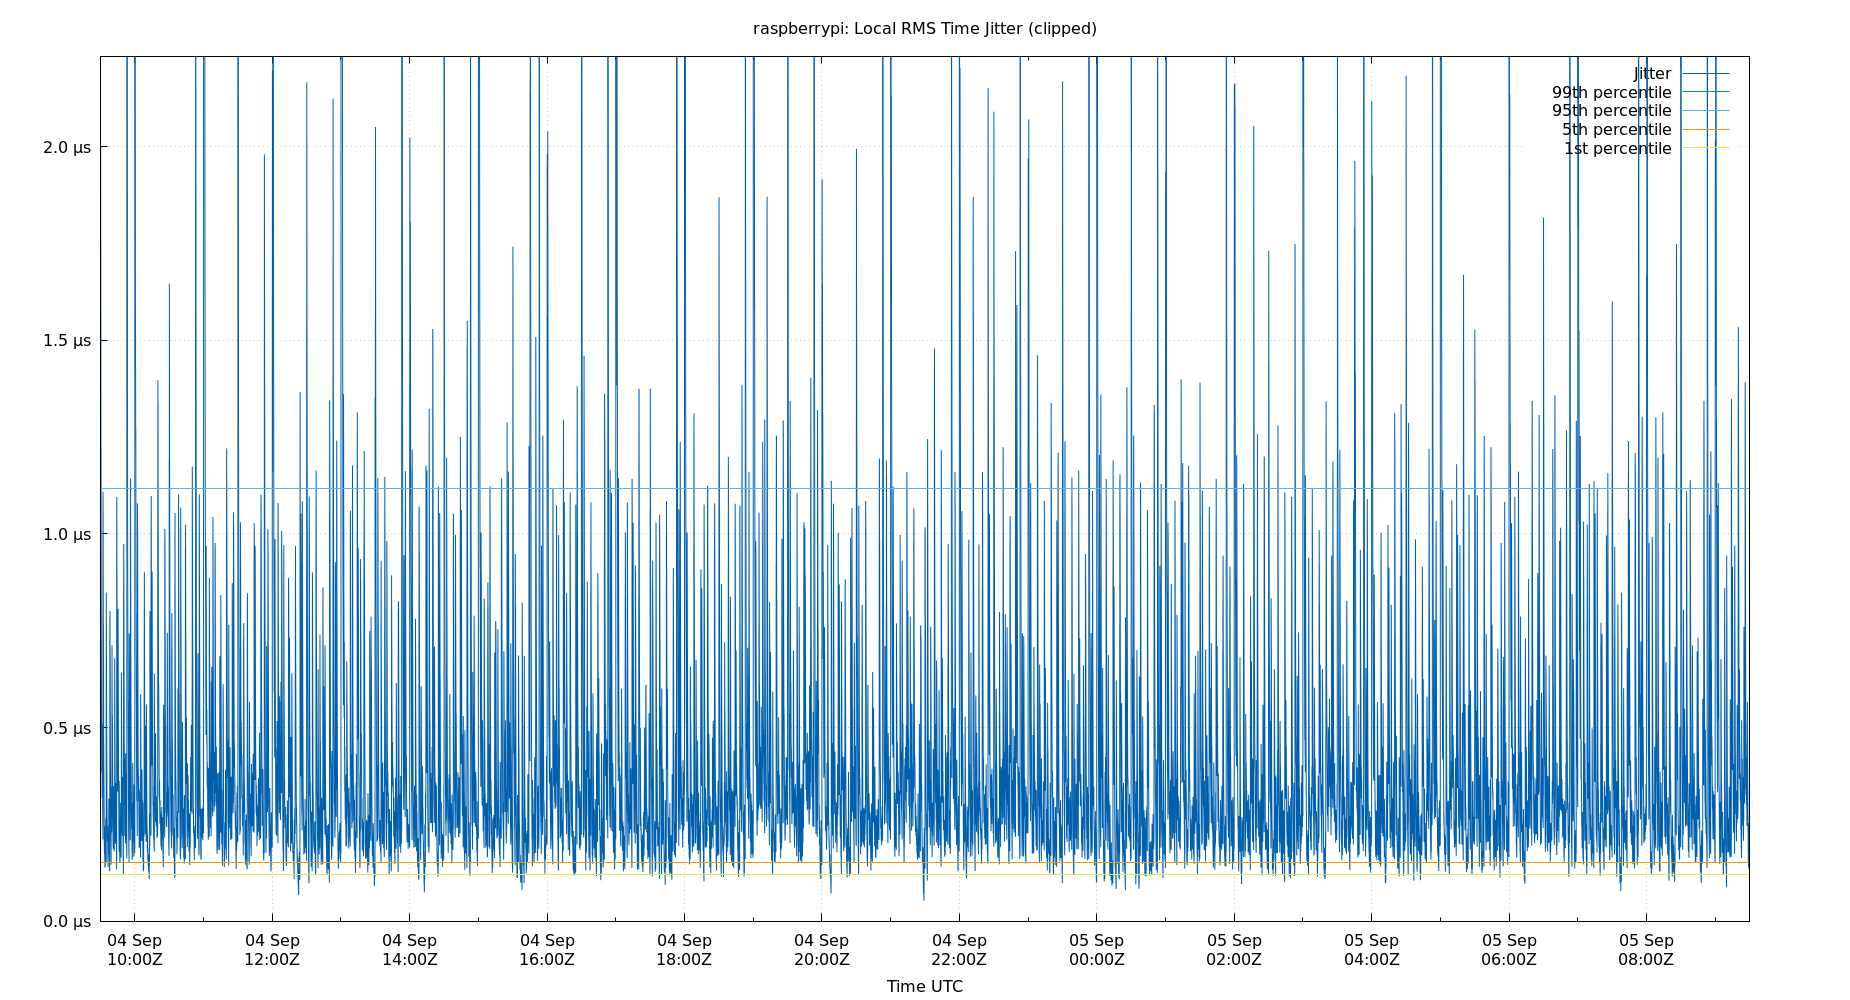 raspberrypi: Local RMS Time Jitter (clipped)
Jitter
99th percentile
95th percentile
5th percentile
1st percentile
2.0 µs
1.5 µs
1.0 µs
0.5 µs
0.0 µs
04 Sep 04 Sep 04 Sep 04 Sep 04 Sep 04 Sep 04 Sep 05 Sep 05 Sep 05 Sep 05 Sep 05 Sep
10:00Z 12:00Z 14:00Z 16:00Z 18:00Z 20:00Z 22:00Z 00:00Z 02:00Z 04:00Z 06:00Z 08:00Z
Time UTC